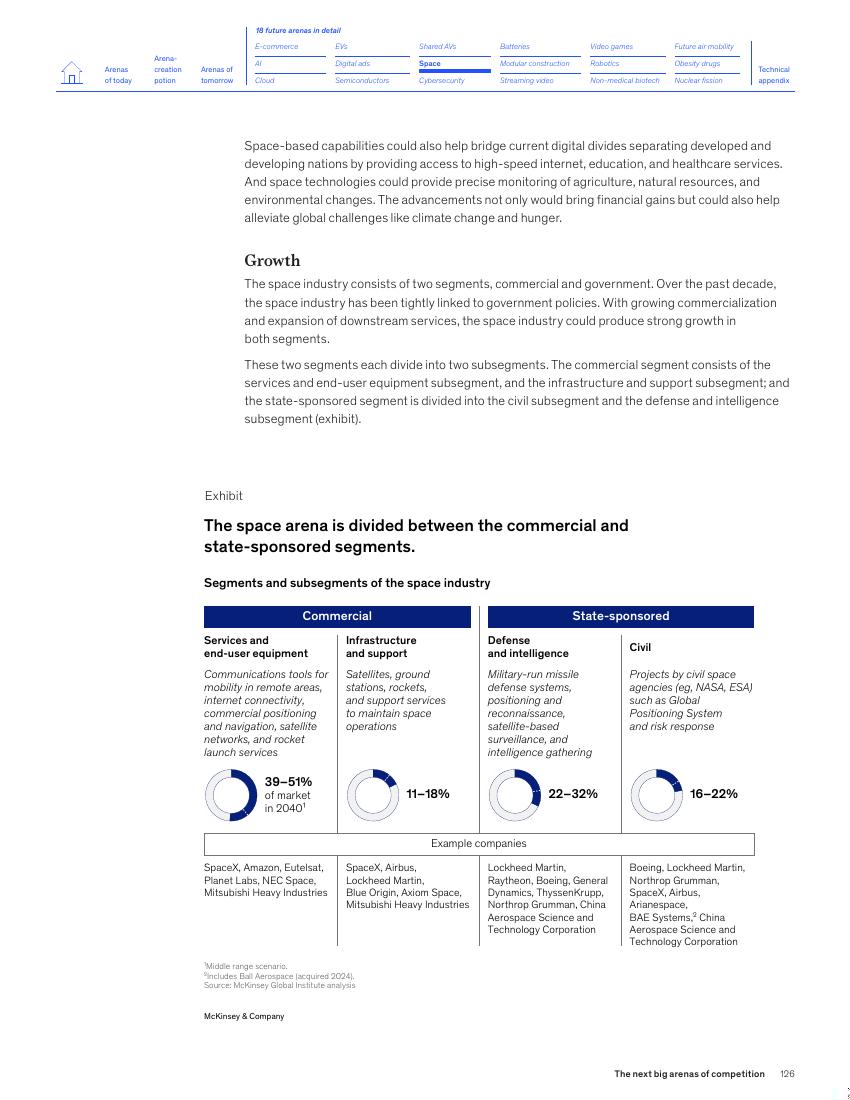 18 future arenas in detail
Arenas of today
Arena-creation potion
Arenas of tomorrow
E-commerce
EVs
Shared AVs
Batteries
Video games
Future air mobility
AI
Digital ads
Space
Modular construction
Robotics
Obesity drugs
Cloud
Semiconductors
Cybersecurity
Streaming video
Non-medical biotech
Nuclear fission
Technical appendix
Space-based capabilities could also help bridge current digital divides separating developed and
developing nations by providing access to high-speed internet, education, and healthcare services.
And space technologies could provide precise monitoring of agriculture, natural resources, and
environmental changes. The advancements not only would bring financial gains but could also help
alleviate global challenges like climate change and hunger.
Growth
The space industry consists of two segments, commercial and government. Over the past decade,
the space industry has been tightly linked to government policies. With growing commercialization
and expansion of downstream services, the space industry could produce strong growth in
both segments.
These two segments each divide into two subsegments. The commercial segment consists of the
services and end-user equipment subsegment, and the infrastructure and support subsegment; and
the state-sponsored segment is divided into the civil subsegment and the defense and intelligence
subsegment (exhibit).
Exhibit
The space arena is divided between the commercial and
state-sponsored segments.
Segments and subsegments of the space industry
Commercial
State-sponsored
Services and
end-user equipment
Communications tools for
mobility in remote areas,
internet connectivity,
commercial positioning
and navigation, satellite
networks, and rocket
launch services
39–51%
of market
in 2040¹
Infrastructure
and support
Satellites, ground
stations, rockets,
and support services
to maintain space
operations
11–18%
Defense
and intelligence
Military-run missile
defense systems,
positioning and
reconnaissance,
satellite-based
surveillance, and
intelligence gathering
22–32%
Civil
Projects by civil space
agencies (eg, NASA, ESA)
such as Global
Positioning System
and risk response
16–22%
Example companies
SpaceX, Amazon, Eutelsat,
Planet Labs, NEC Space,
Mitsubishi Heavy Industries
SpaceX, Airbus,
Lockheed Martin,
Blue Origin, Axiom Space,
Mitsubishi Heavy Industries
Lockheed Martin,
Raytheon, Boeing, General
Dynamics, ThyssenKrupp,
Northrop Grumman, China
Aerospace Science and
Technology Corporation
Boeing, Lockheed Martin,
Northrop Grumman,
SpaceX, Airbus,
Arianespace,
BAE Systems,² China
Aerospace Science and
Technology Corporation
¹Middle range scenario.
²Includes Ball Aerospace (acquired 2024).
Source: McKinsey Global Institute analysis
McKinsey & Company
The next big arenas of competition 126